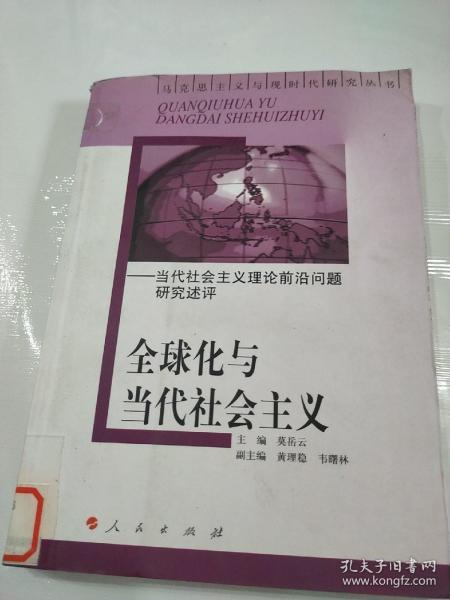 马克思主义与现时代研究丛书
QUANQIUHUA YU
DANGDAI SHEHUIZHUYI
——当代社会主义理论前沿问题
研究述评
全球化与
当代社会主义
主 编 莫岳云
副主编 黄理稳 韦曙林
人民出版社
孔夫子旧书网
www.kongfz.com